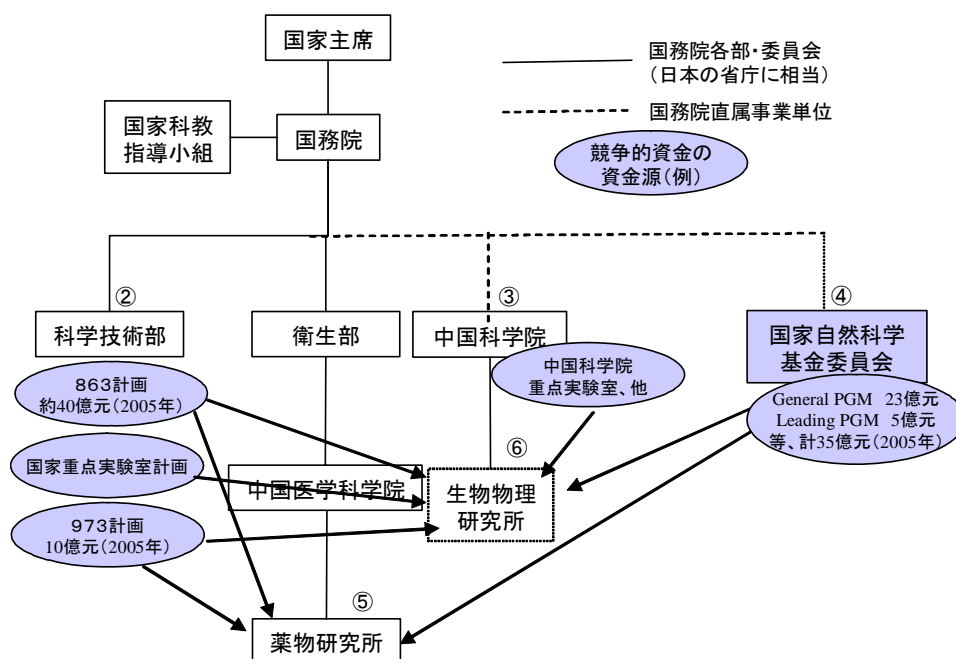 国家主席
国務院各部・委員会
(日本の省庁に相当)
国家科教
指導小組
国務院
国務院直属事業単位
競争的資金の
資金源(例)
②
③
④
科学技術部
衛生部
中国科学院
国家自然科学
基金委員会
863計画
約40億元(2005年)
中国科学院
重点実験室、他
General PGM 23億元
Leading PGM 5億元
等、計35億元(2005年)
⑥
国家重点実験室計画
中国医学科学院
生物物理
研究所
973計画
10億元(2005年)
⑤
薬物研究所